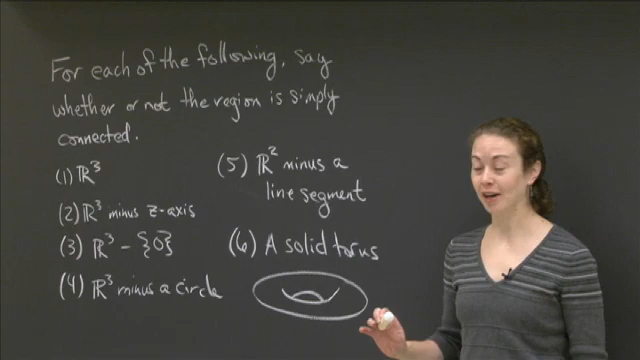 For each of the following, say
whether or not the region is simply
connected.
(1) ℝ³
(2) ℝ³ minus z-axis
(3) ℝ³ - {0}
(4) ℝ³ minus a circle
(5) ℝ² minus a
line segment
(6) A solid torus